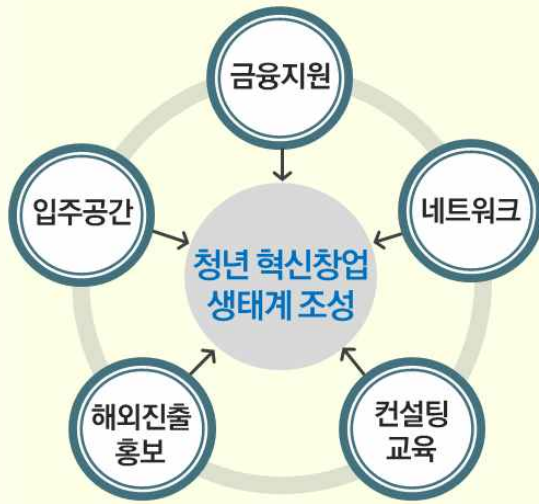 금융지원
입주공간
네트워크
청년 혁신창업
생태계 조성
해외진출
홍보
컨설팅
교육